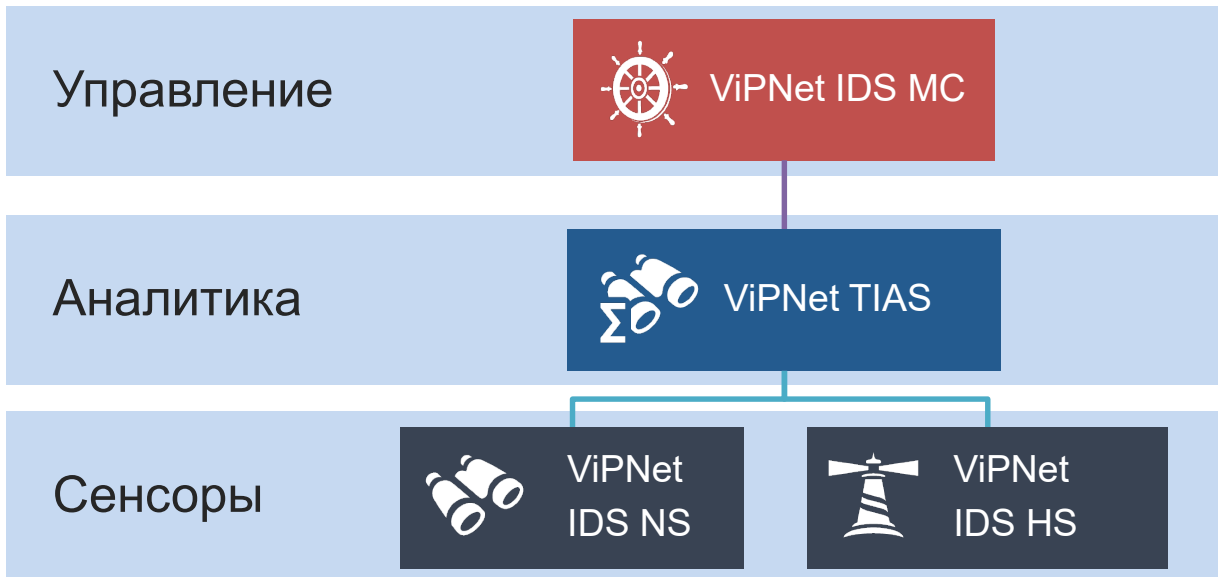 Управление
ViPNet IDS MC
Аналитика
Σ
ViPNet TIAS
Сенсоры
ViPNet
IDS NS
ViPNet
IDS HS